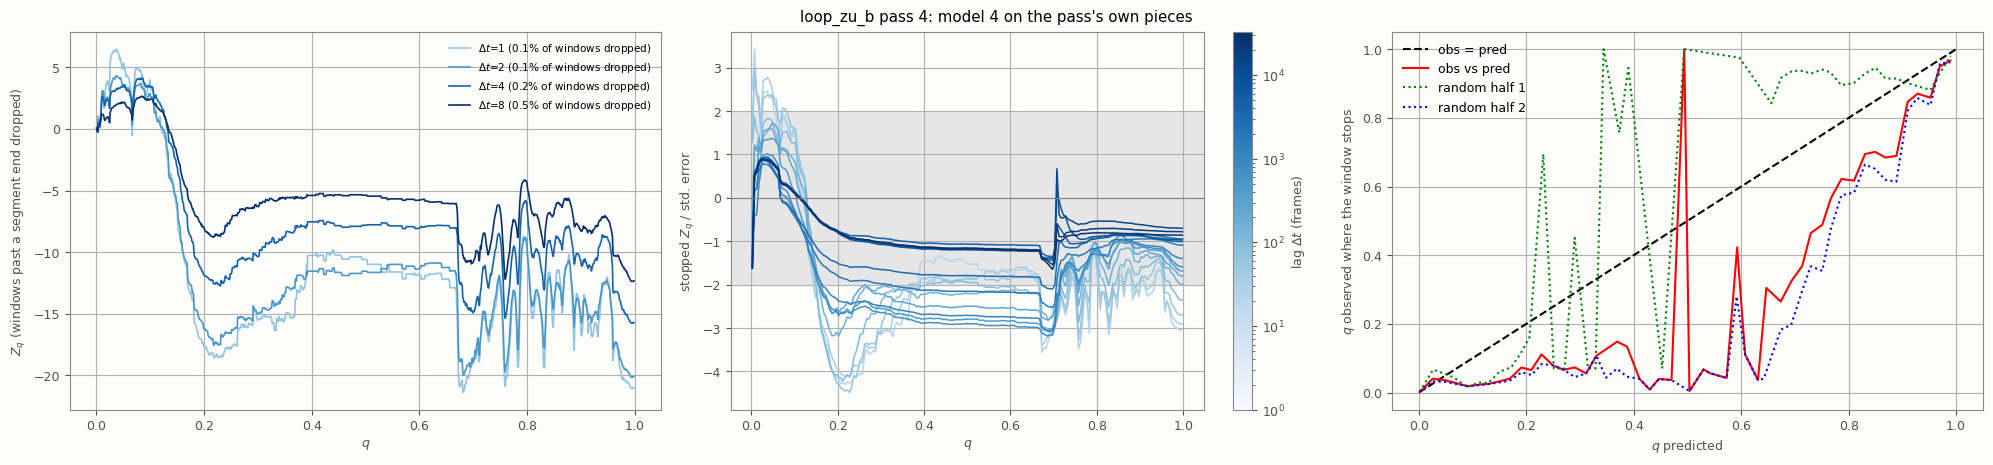 loop_zu_b pass 4: model 4 on the pass's own pieces
Z_q (windows past a segment end dropped)
5
0
−5
−10
−15
−20
Δt=1 (0.1% of windows dropped)
Δt=2 (0.1% of windows dropped)
Δt=4 (0.2% of windows dropped)
Δt=8 (0.5% of windows dropped)
0.0 0.2 0.4 0.6 0.8 1.0
q
stopped Z_q / std. error
3
2
1
0
−1
−2
−3
−4
0.0 0.2 0.4 0.6 0.8 1.0
q
10^4
10^3
10^2
10^1
10^0
lag Δt (frames)
q observed where the window stops
1.0
0.8
0.6
0.4
0.2
0.0
obs = pred
obs vs pred
random half 1
random half 2
0.0 0.2 0.4 0.6 0.8 1.0
q predicted